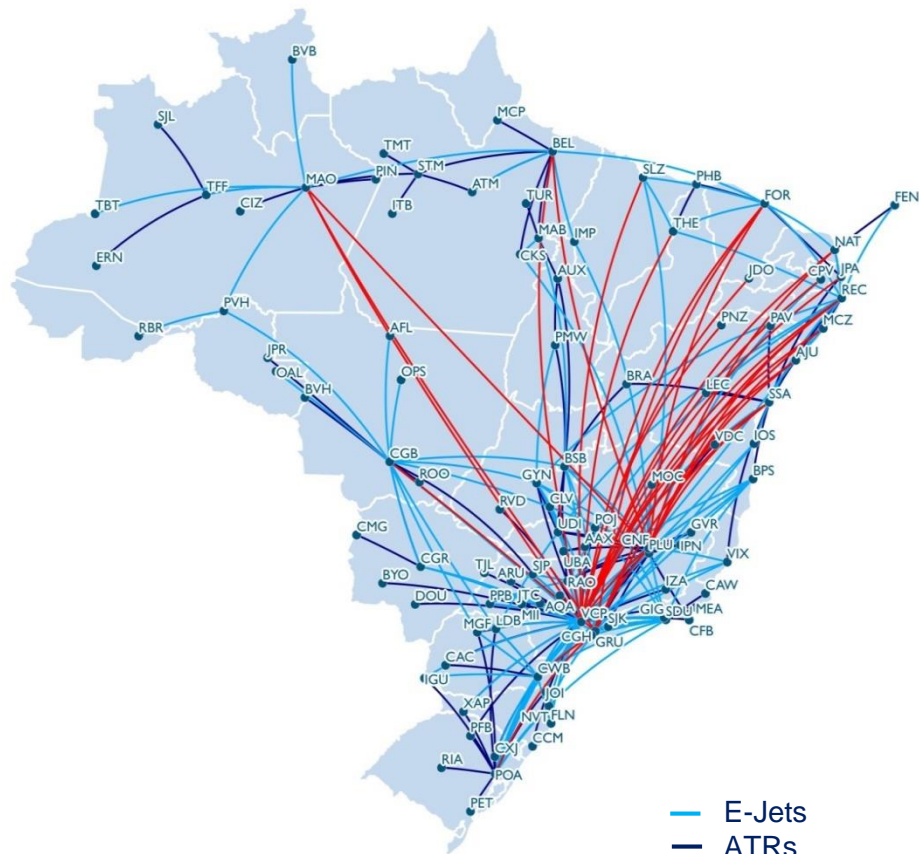 BVB
SJL
MCP
TMT
STM
BEL
MAO
PIN
SLZ
PHB
TFF
ATM
FOR
TBT
CIZ
ITB
TUR
THE
FEN
MAB
IMP
NAT
ERN
CKS
AUX
JDO
CPV
JPA
REC
PVH
PNZ
PAV
MCZ
RBR
AFL
PMW
JPR
AJU
OAL
OPS
BRA
LEC
BVH
SSA
VDC
IOS
CGB
BSB
ROO
GYN
MOC
BPS
CLV
RVD
UDI
POJ
GVR
CMG
AAX
CNF
PLU
IPN
UBA
VIX
CGR
TJL
SJP
BYO
ARU
RAO
IZA
CAW
DOU
PPB
JTC
AQA
VCP
GIG
SDU
MEA
MGF
LDB
MII
SJK
CFB
CGH
GRU
CAC
IGU
CWB
JOI
XAP
NVT
FLN
PFB
CCM
CXJ
RIA
POA
PET
E-Jets
ATRs